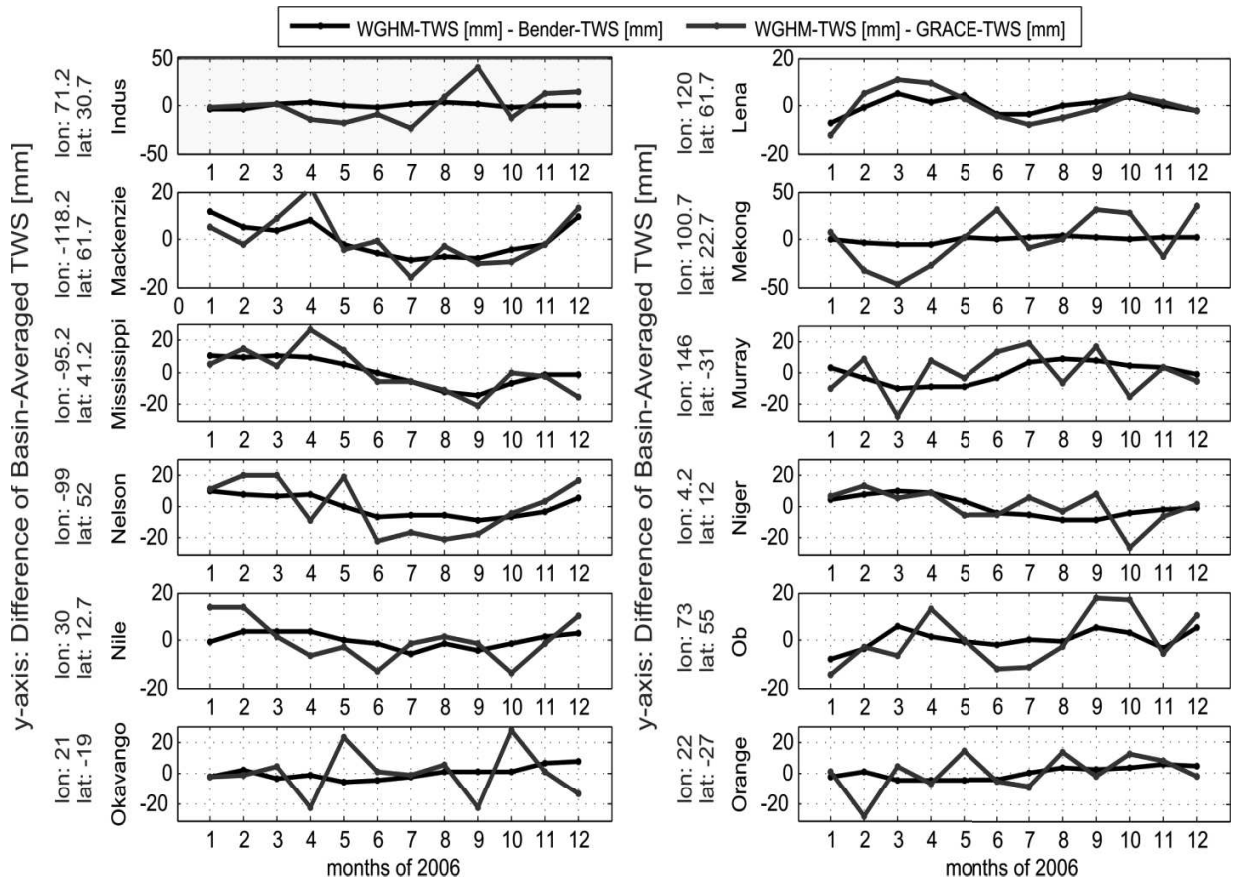 WGHM-TWS [mm] - Bender-TWS [mm] WGHM-TWS [mm] - GRACE-TWS [mm]
y-axis: Difference of Basin-Averaged TWS [mm]
lon: 71.2
lat: 30.7
Indus
50
0
-50
1 2 3 4 5 6 7 8 9 10 11 12
lon: -118.2
lat: 61.7
Mackenzie
20
0
-20
0
1 2 3 4 5 6 7 8 9 10 11 12
lon: -95.2
lat: 41.2
Mississippi
20
0
-20
1 2 3 4 5 6 7 8 9 10 11 12
lon: -99
lat: 52
Nelson
20
0
-20
1 2 3 4 5 6 7 8 9 10 11 12
lon: 30
lat: 12.7
Nile
20
0
-20
1 2 3 4 5 6 7 8 9 10 11 12
lon: 21
lat: -19
Okavango
20
0
-20
1 2 3 4 5 6 7 8 9 10 11 12
months of 2006
y-axis: Difference of Basin-Averaged TWS [mm]
lon: 120
lat: 61.7
Lena
20
0
-20
1 2 3 4 5 6 7 8 9 10 11 12
lon: 100.7
lat: 22.7
Mekong
50
0
-50
1 2 3 4 5 6 7 8 9 10 11 12
lon: 146
lat: -31
Murray
20
0
-20
1 2 3 4 5 6 7 8 9 10 11 12
lon: 4.2
lat: 12
Niger
20
0
-20
1 2 3 4 5 6 7 8 9 10 11 12
lon: 73
lat: 55
Ob
20
0
-20
1 2 3 4 5 6 7 8 9 10 11 12
lon: 22
lat: -27
Orange
20
0
-20
1 2 3 4 5 6 7 8 9 10 11 12
months of 2006